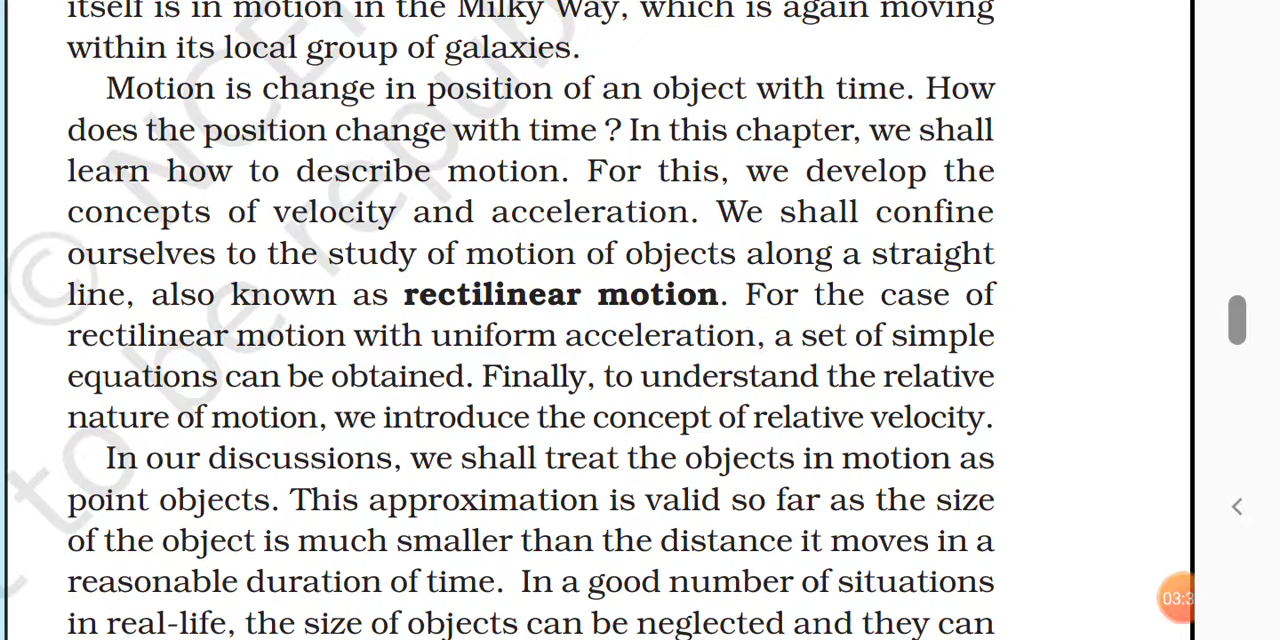 itself is in motion in the Milky Way, which is again moving
within its local group of galaxies.
Motion is change in position of an object with time. How
does the position change with time ? In this chapter, we shall
learn how to describe motion. For this, we develop the
concepts of velocity and acceleration. We shall confine
ourselves to the study of motion of objects along a straight
line, also known as rectilinear motion. For the case of
rectilinear motion with uniform acceleration, a set of simple
equations can be obtained. Finally, to understand the relative
nature of motion, we introduce the concept of relative velocity.
In our discussions, we shall treat the objects in motion as
point objects. This approximation is valid so far as the size
of the object is much smaller than the distance it moves in a
reasonable duration of time. In a good number of situations
in real-life, the size of objects can be neglected and they can
© NCE
to be repub
03:3